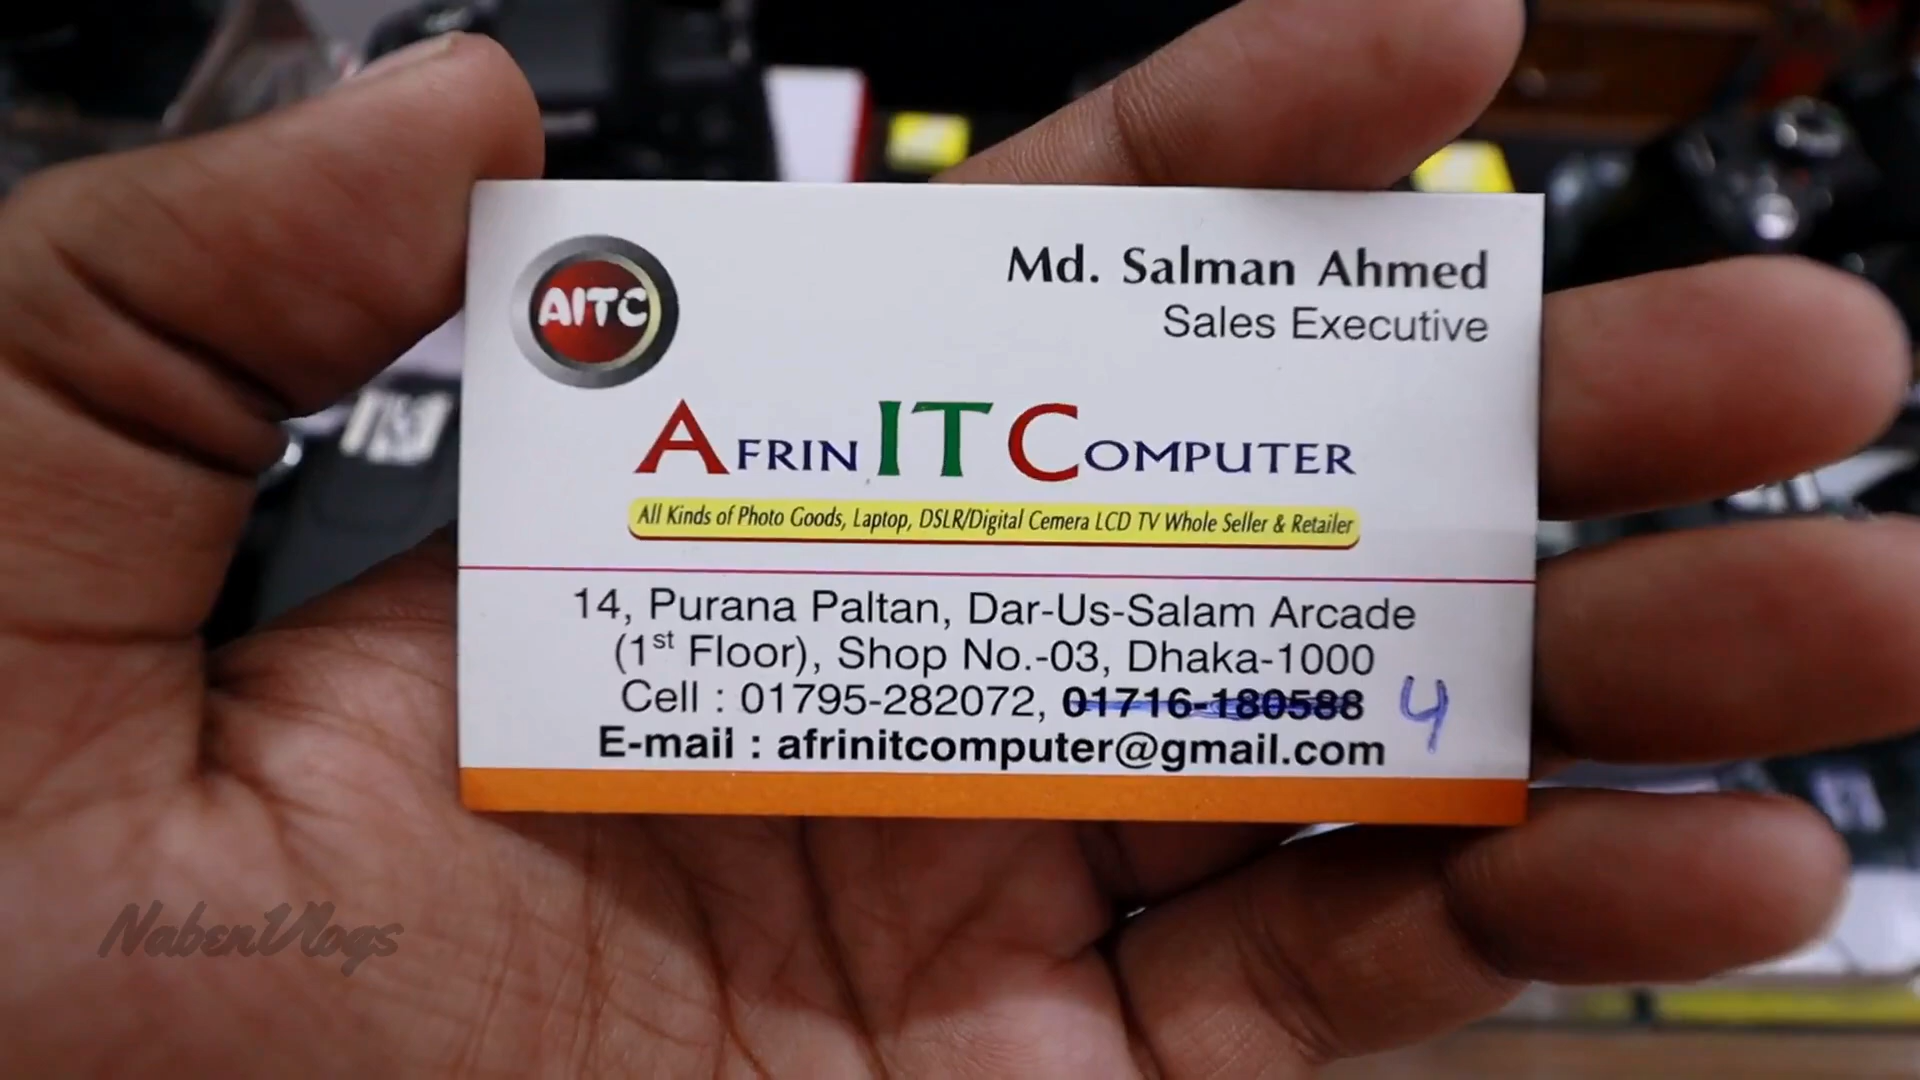 AITC
Md. Salman Ahmed
Sales Executive
AFRIN IT COMPUTER
All Kinds of Photo Goods, Laptop, DSLR/Digital Cemera LCD TV Whole Seller & Retailer
14, Purana Paltan, Dar-Us-Salam Arcade
(1st Floor), Shop No.-03, Dhaka-1000
Cell : 01795-282072, 01716-180588 4
E-mail : afrinitcomputer@gmail.com
NabenVlogs